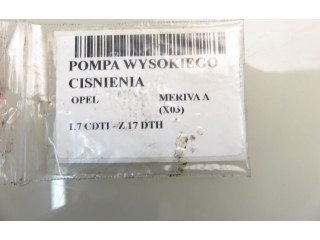 POMPA WYSOKIEGO
CISNIENIA
OPEL MERIVA A
(X03)
1.7 CDTI - Z 17 DTH